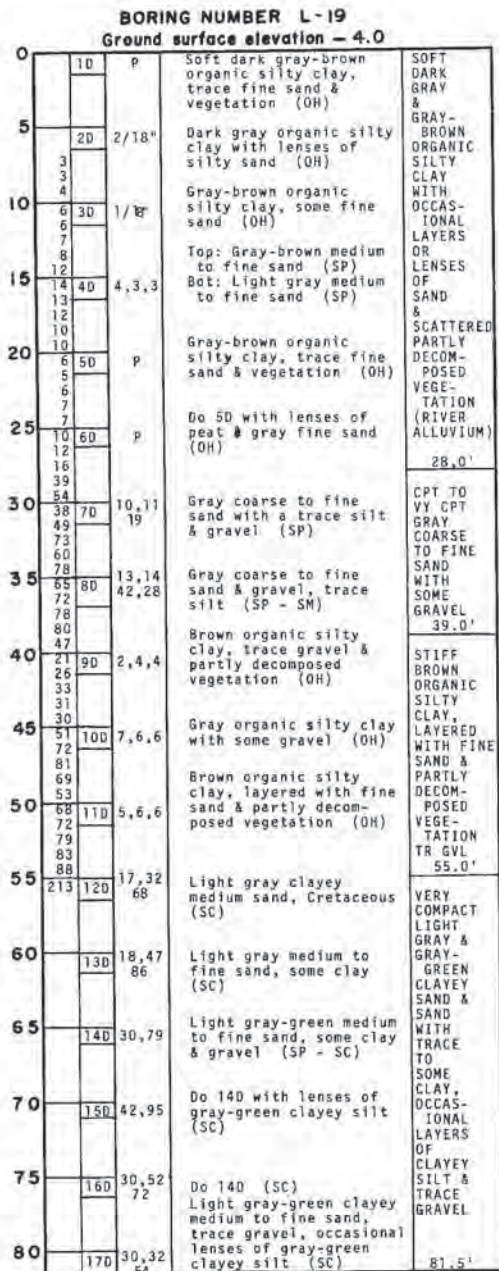 BORING NUMBER L-19
Ground surface elevation — 4.0
0
1D P
Soft dark gray-brown
organic silty clay,
trace fine sand &
vegetation (OH)
5
2D 2/18"
Dark gray organic silty
clay with lenses of
silty sand (OH)
3
3
4
10
6 3D 1/18"
Gray-brown organic
silty clay, some fine
sand (OH)
6
7
8
12
Top: Gray-brown medium
to fine sand (SP)
15
14 4D 4,3,3
Bot: Light gray medium
to fine sand (SP)
13
12
10
10
20
6 5D P
Gray-brown organic
silty clay, trace fine
sand & vegetation (OH)
5
6
7
7
25
10 6D P
Do 5D with lenses of
peat & gray fine sand
(OH)
12
16
39
54
30
38 7D 10,11
19
Gray coarse to fine
sand with a trace silt
& gravel (SP)
49
73
60
78
35
65 8D 13,14
42,28
Gray coarse to fine
sand & gravel, trace
silt (SP - SM)
72
78
80
47
40
21 9D 2,4,4
Brown organic silty
clay, trace gravel &
partly decomposed
vegetation (OH)
26
33
31
30
45
51 10D 7,6,6
Gray organic silty clay
with some gravel (OH)
72
81
69
53
50
68 11D 5,6,6
Brown organic silty
clay, layered with fine
sand & partly decom-
posed vegetation (OH)
72
79
83
88
55
213 12D 17,32
68
Light gray clayey
medium sand, Cretaceous
(SC)
60
13D 18,47
86
Light gray medium to
fine sand, some clay
(SC)
65
14D 30,79
Light gray-green medium
to fine sand, some clay
& gravel (SP - SC)
70
15D 42,95
Do 14D with lenses of
gray-green clayey silt
(SC)
75
16D 30,52
72
Do 14D (SC)
80
17D 30,32
Light gray-green clayey
medium to fine sand,
trace gravel, occasional
lenses of gray-green
clayey silt (SC)
SOFT
DARK
GRAY
&
GRAY-
BROWN
ORGANIC
SILTY
CLAY
WITH
OCCAS-
IONAL
LAYERS
OR
LENSES
OF
SAND
&
SCATTERED
PARTLY
DECOM-
POSED
VEGE-
TATION
(RIVER
ALLUVIUM)
28.0'
CPT TO
VY CPT
GRAY
COARSE
TO FINE
SAND
WITH
SOME
GRAVEL
39.0'
STIFF
BROWN
ORGANIC
SILTY
CLAY,
LAYERED
WITH FINE
SAND &
PARTLY
DECOM-
POSED
VEGE-
TATION
TR GVL
55.0'
VERY
COMPACT
LIGHT
GRAY &
GRAY-
GREEN
CLAYEY
SAND &
SAND
WITH
TRACE
TO
SOME
CLAY,
OCCAS-
IONAL
LAYERS
OF
CLAYEY
SILT &
TRACE
GRAVEL
81.5'